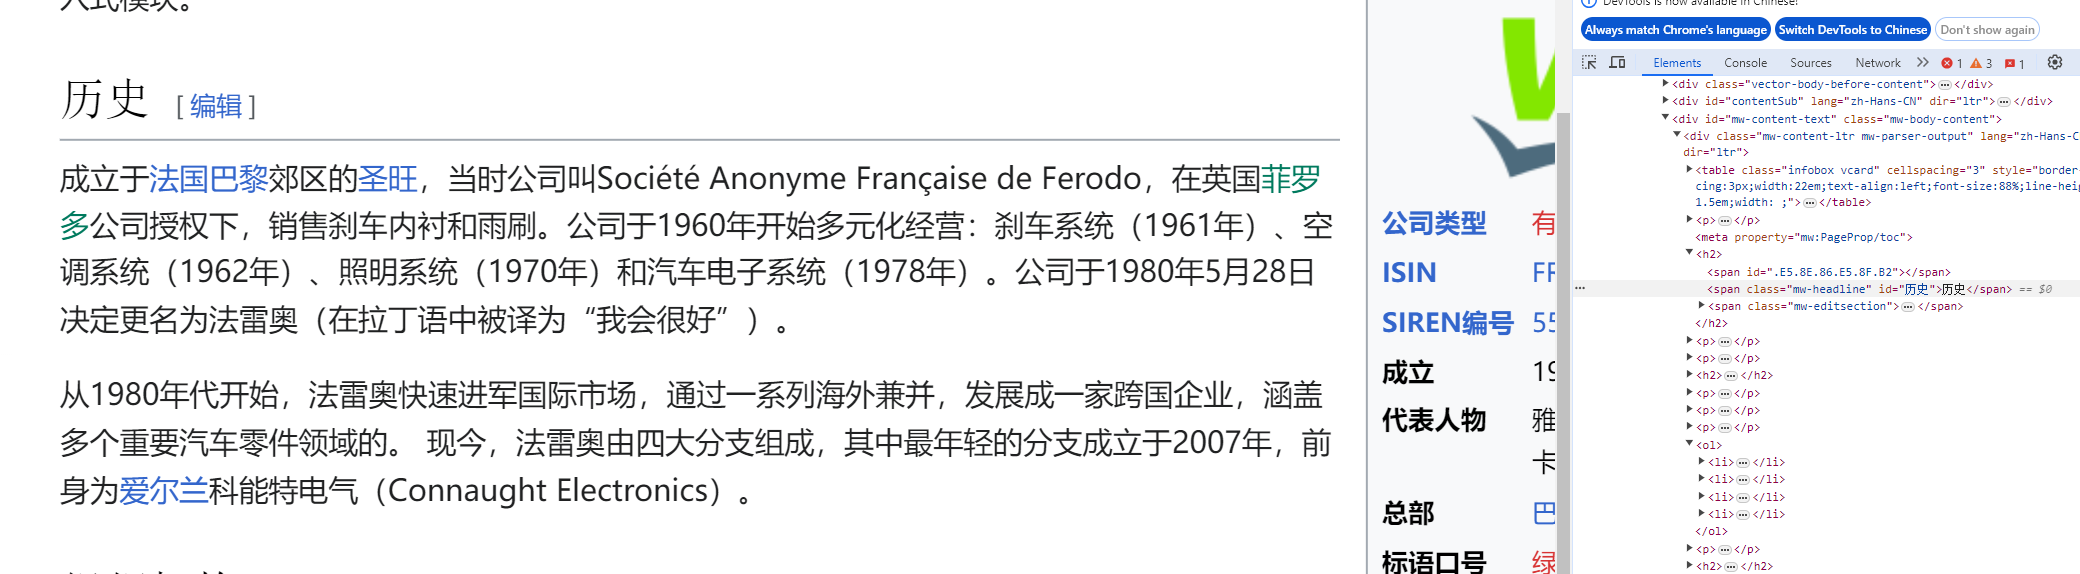 历史 [编辑]
成立于法国巴黎郊区的圣旺，当时公司叫Société Anonyme Française de Ferodo，在英国菲罗
多公司授权下，销售刹车内衬和雨刷。公司于1960年开始多元化经营：刹车系统（1961年）、空
调系统（1962年）、照明系统（1970年）和汽车电子系统（1978年）。公司于1980年5月28日
决定更名为法雷奥（在拉丁语中被译为“我会很好”）。
从1980年代开始，法雷奥快速进军国际市场，通过一系列海外兼并，发展成一家跨国企业，涵盖
多个重要汽车零件领域的。 现今，法雷奥由四大分支组成，其中最年轻的分支成立于2007年，前
身为爱尔兰科能特电气（Connaught Electronics）。
公司类型 有
ISIN FR
SIREN编号 55
成立 19
代表人物 雅
卡
总部 巴
标语口号 绿
DevTools is now available in Chinese!
Always match Chrome's language Switch DevTools to Chinese Don't show again
Elements Console Sources Network 1 3 1
<div class="vector-body-before-content">…</div>
<div id="contentSub" lang="zh-Hans-CN" dir="ltr">…</div>
<div id="mw-content-text" class="mw-body-content">
<div class="mw-content-ltr mw-parser-output" lang="zh-Hans-C
dir="ltr">
<table class="infobox vcard" cellspacing="3" style="border-
cing:3px;width:22em;text-align:left;font-size:88%;line-heig
1.5em;width: ;">…</table>
<p>…</p>
<meta property="mw:PageProp/toc">
<h2>
<span id=".E5.8E.86.E5.8F.B2"></span>
… <span class="mw-headline" id="历史">历史</span> == $0
<span class="mw-editsection">…</span>
</h2>
<p>…</p>
<p>…</p>
<h2>…</h2>
<p>…</p>
<p>…</p>
<p>…</p>
<ol>
<li>…</li>
<li>…</li>
<li>…</li>
<li>…</li>
</ol>
<p>…</p>
<h2>…</h2>